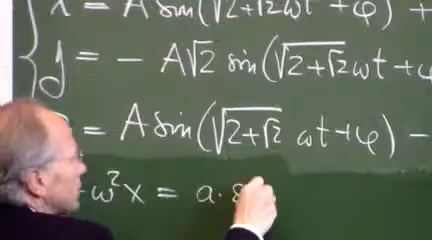 x = A sin(√2+√2 ωt + φ) +
y = - A√2 sin(√2+√2 ωt + φ
= A sin(√2+√2 ωt + φ) -
ω²x = a·